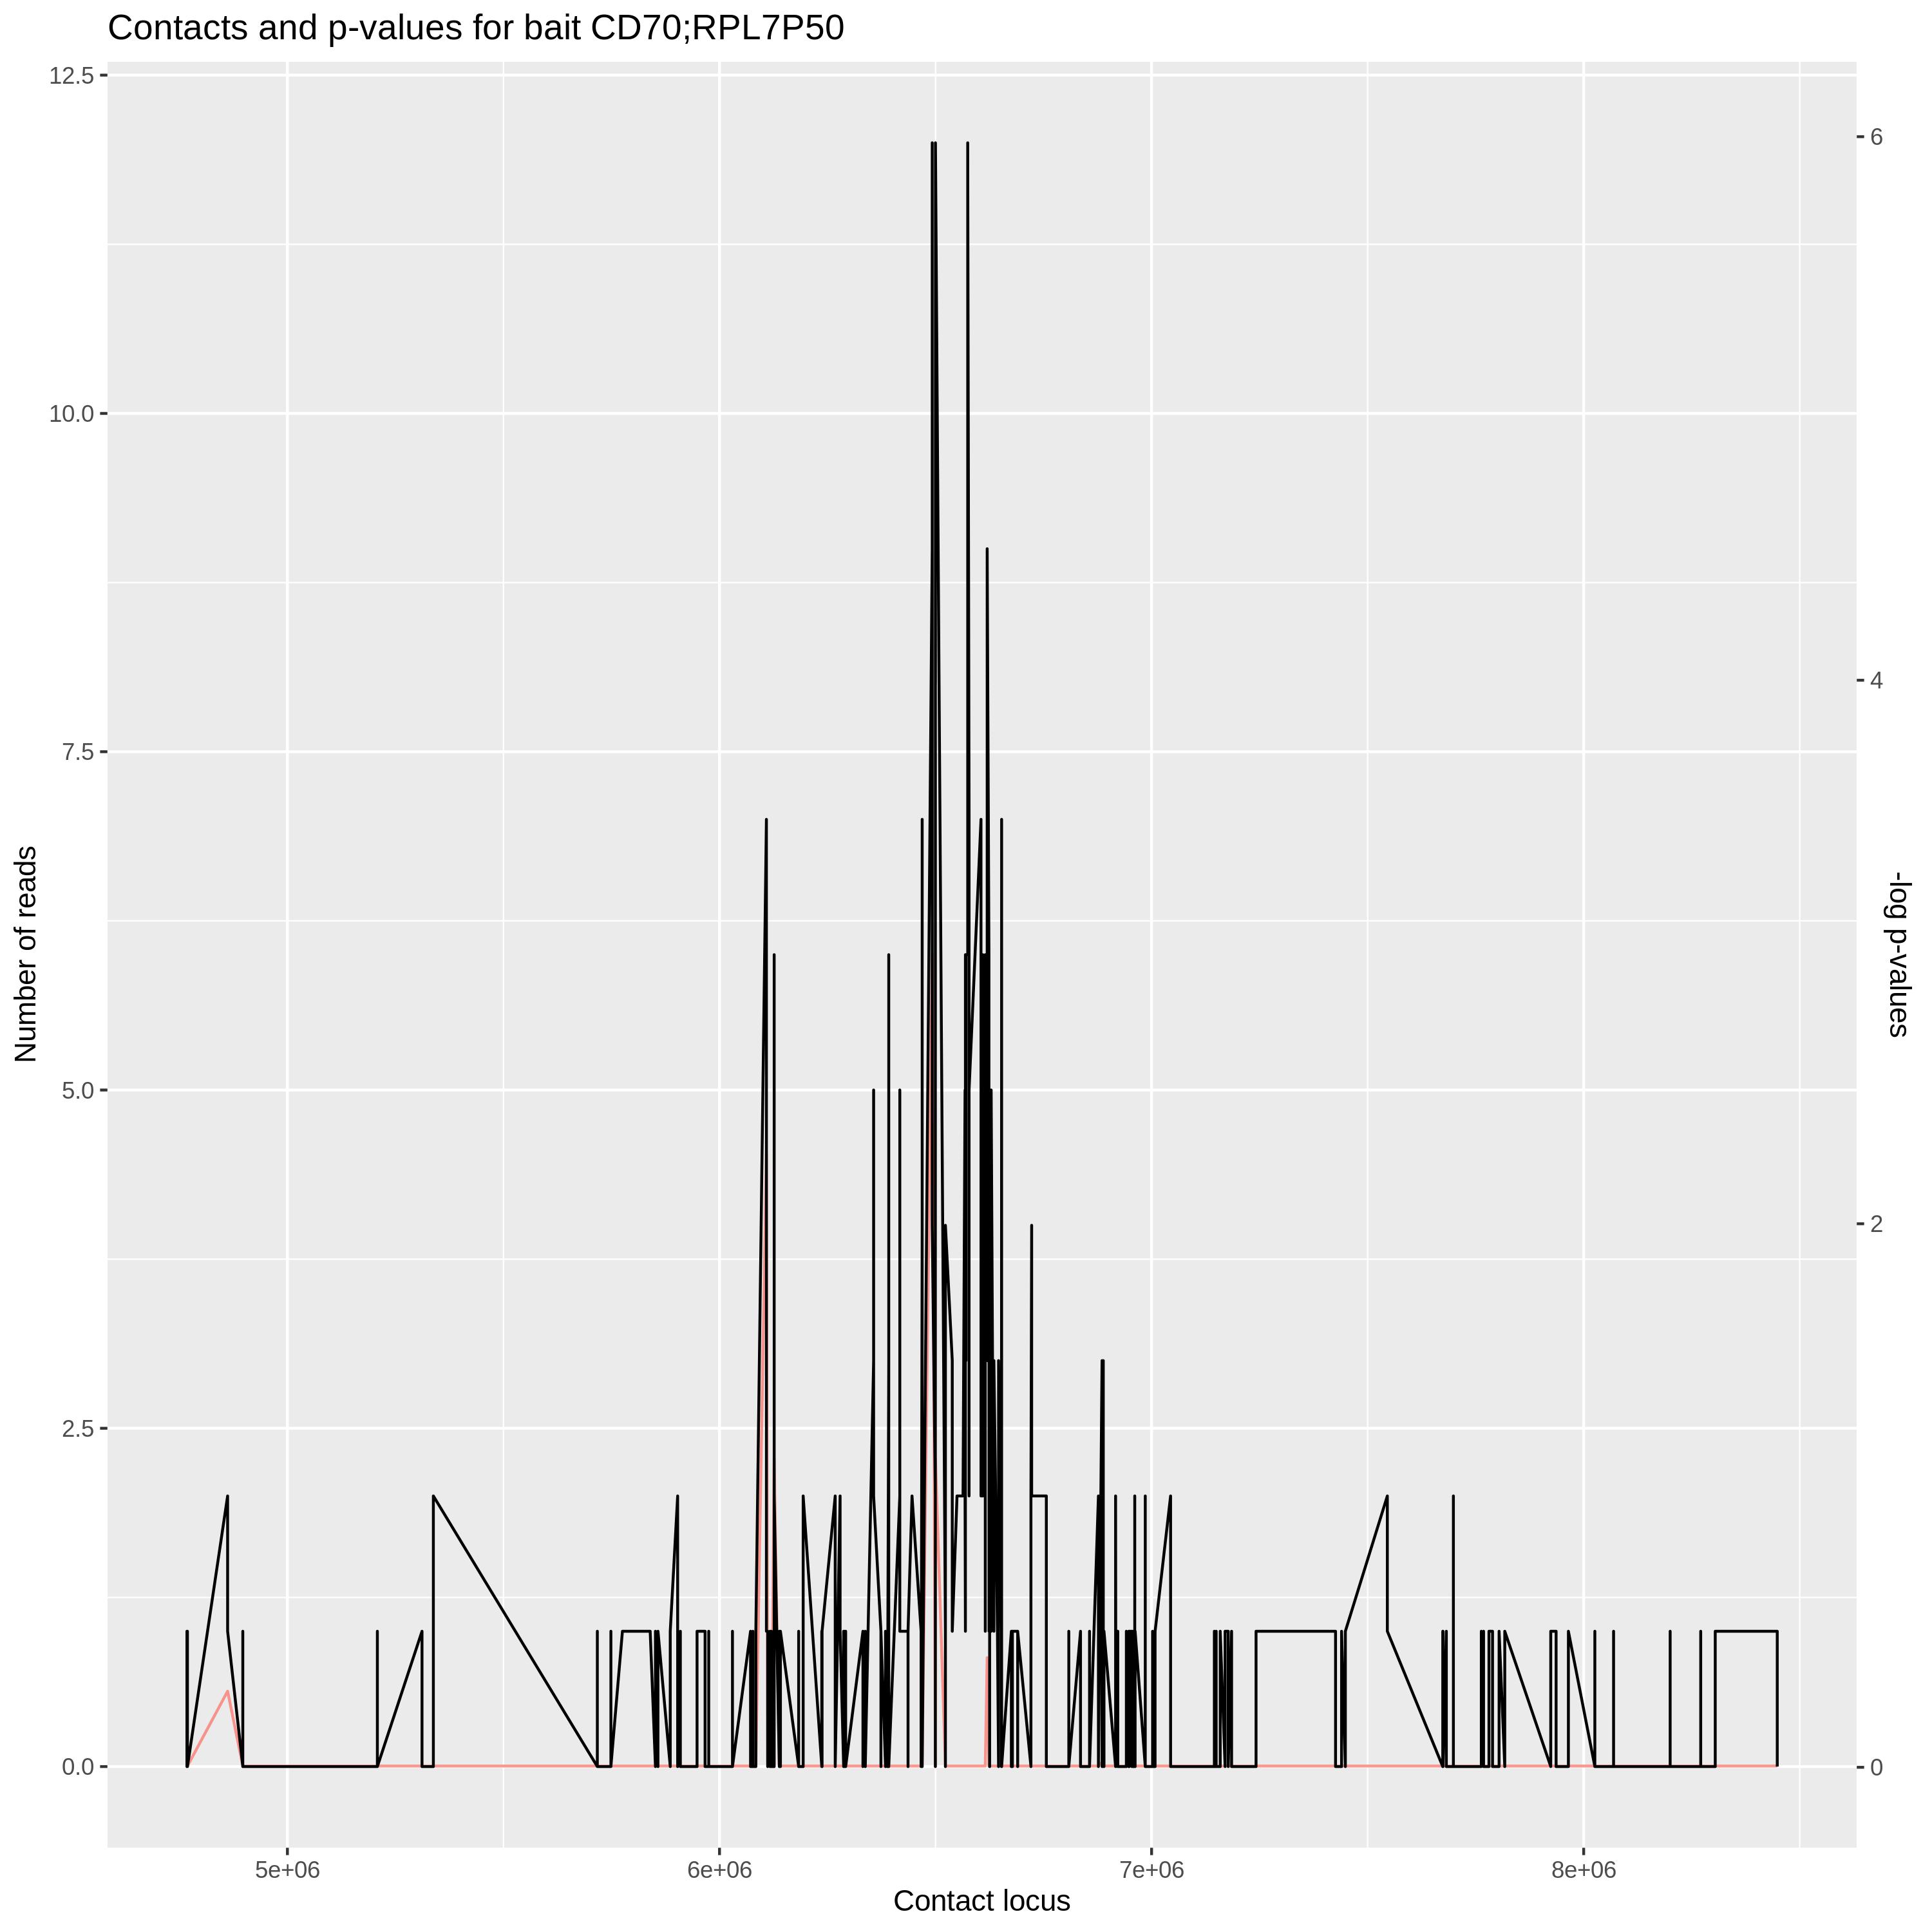 Contacts and p-values for bait CD70;RPL7P50
12.5
10.0
7.5
5.0
2.5
0.0
Number of reads
6
4
2
0
-log p-values
5e+06
6e+06
7e+06
8e+06
Contact locus